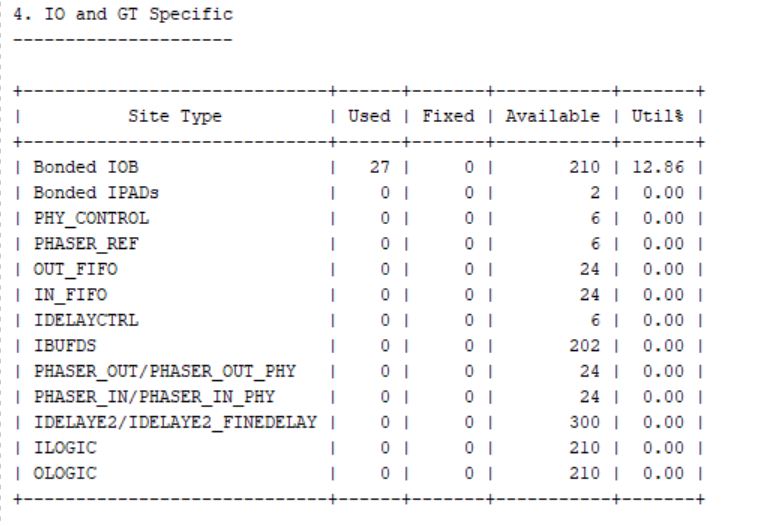 4. IO and GT Specific
---------------------
+-----------------------------+------+-------+-----------+-------+
|          Site Type          | Used | Fixed | Available | Util% |
+-----------------------------+------+-------+-----------+-------+
| Bonded IOB                  |   27 |     0 |       210 | 12.86 |
| Bonded IPADs                |    0 |     0 |         2 |  0.00 |
| PHY_CONTROL                 |    0 |     0 |         6 |  0.00 |
| PHASER_REF                  |    0 |     0 |         6 |  0.00 |
| OUT_FIFO                    |    0 |     0 |        24 |  0.00 |
| IN_FIFO                     |    0 |     0 |        24 |  0.00 |
| IDELAYCTRL                  |    0 |     0 |         6 |  0.00 |
| IBUFDS                      |    0 |     0 |       202 |  0.00 |
| PHASER_OUT/PHASER_OUT_PHY   |    0 |     0 |        24 |  0.00 |
| PHASER_IN/PHASER_IN_PHY     |    0 |     0 |        24 |  0.00 |
| IDELAYE2/IDELAYE2_FINEDELAY |    0 |     0 |       300 |  0.00 |
| ILOGIC                      |    0 |     0 |       210 |  0.00 |
| OLOGIC                      |    0 |     0 |       210 |  0.00 |
+-----------------------------+------+-------+-----------+-------+